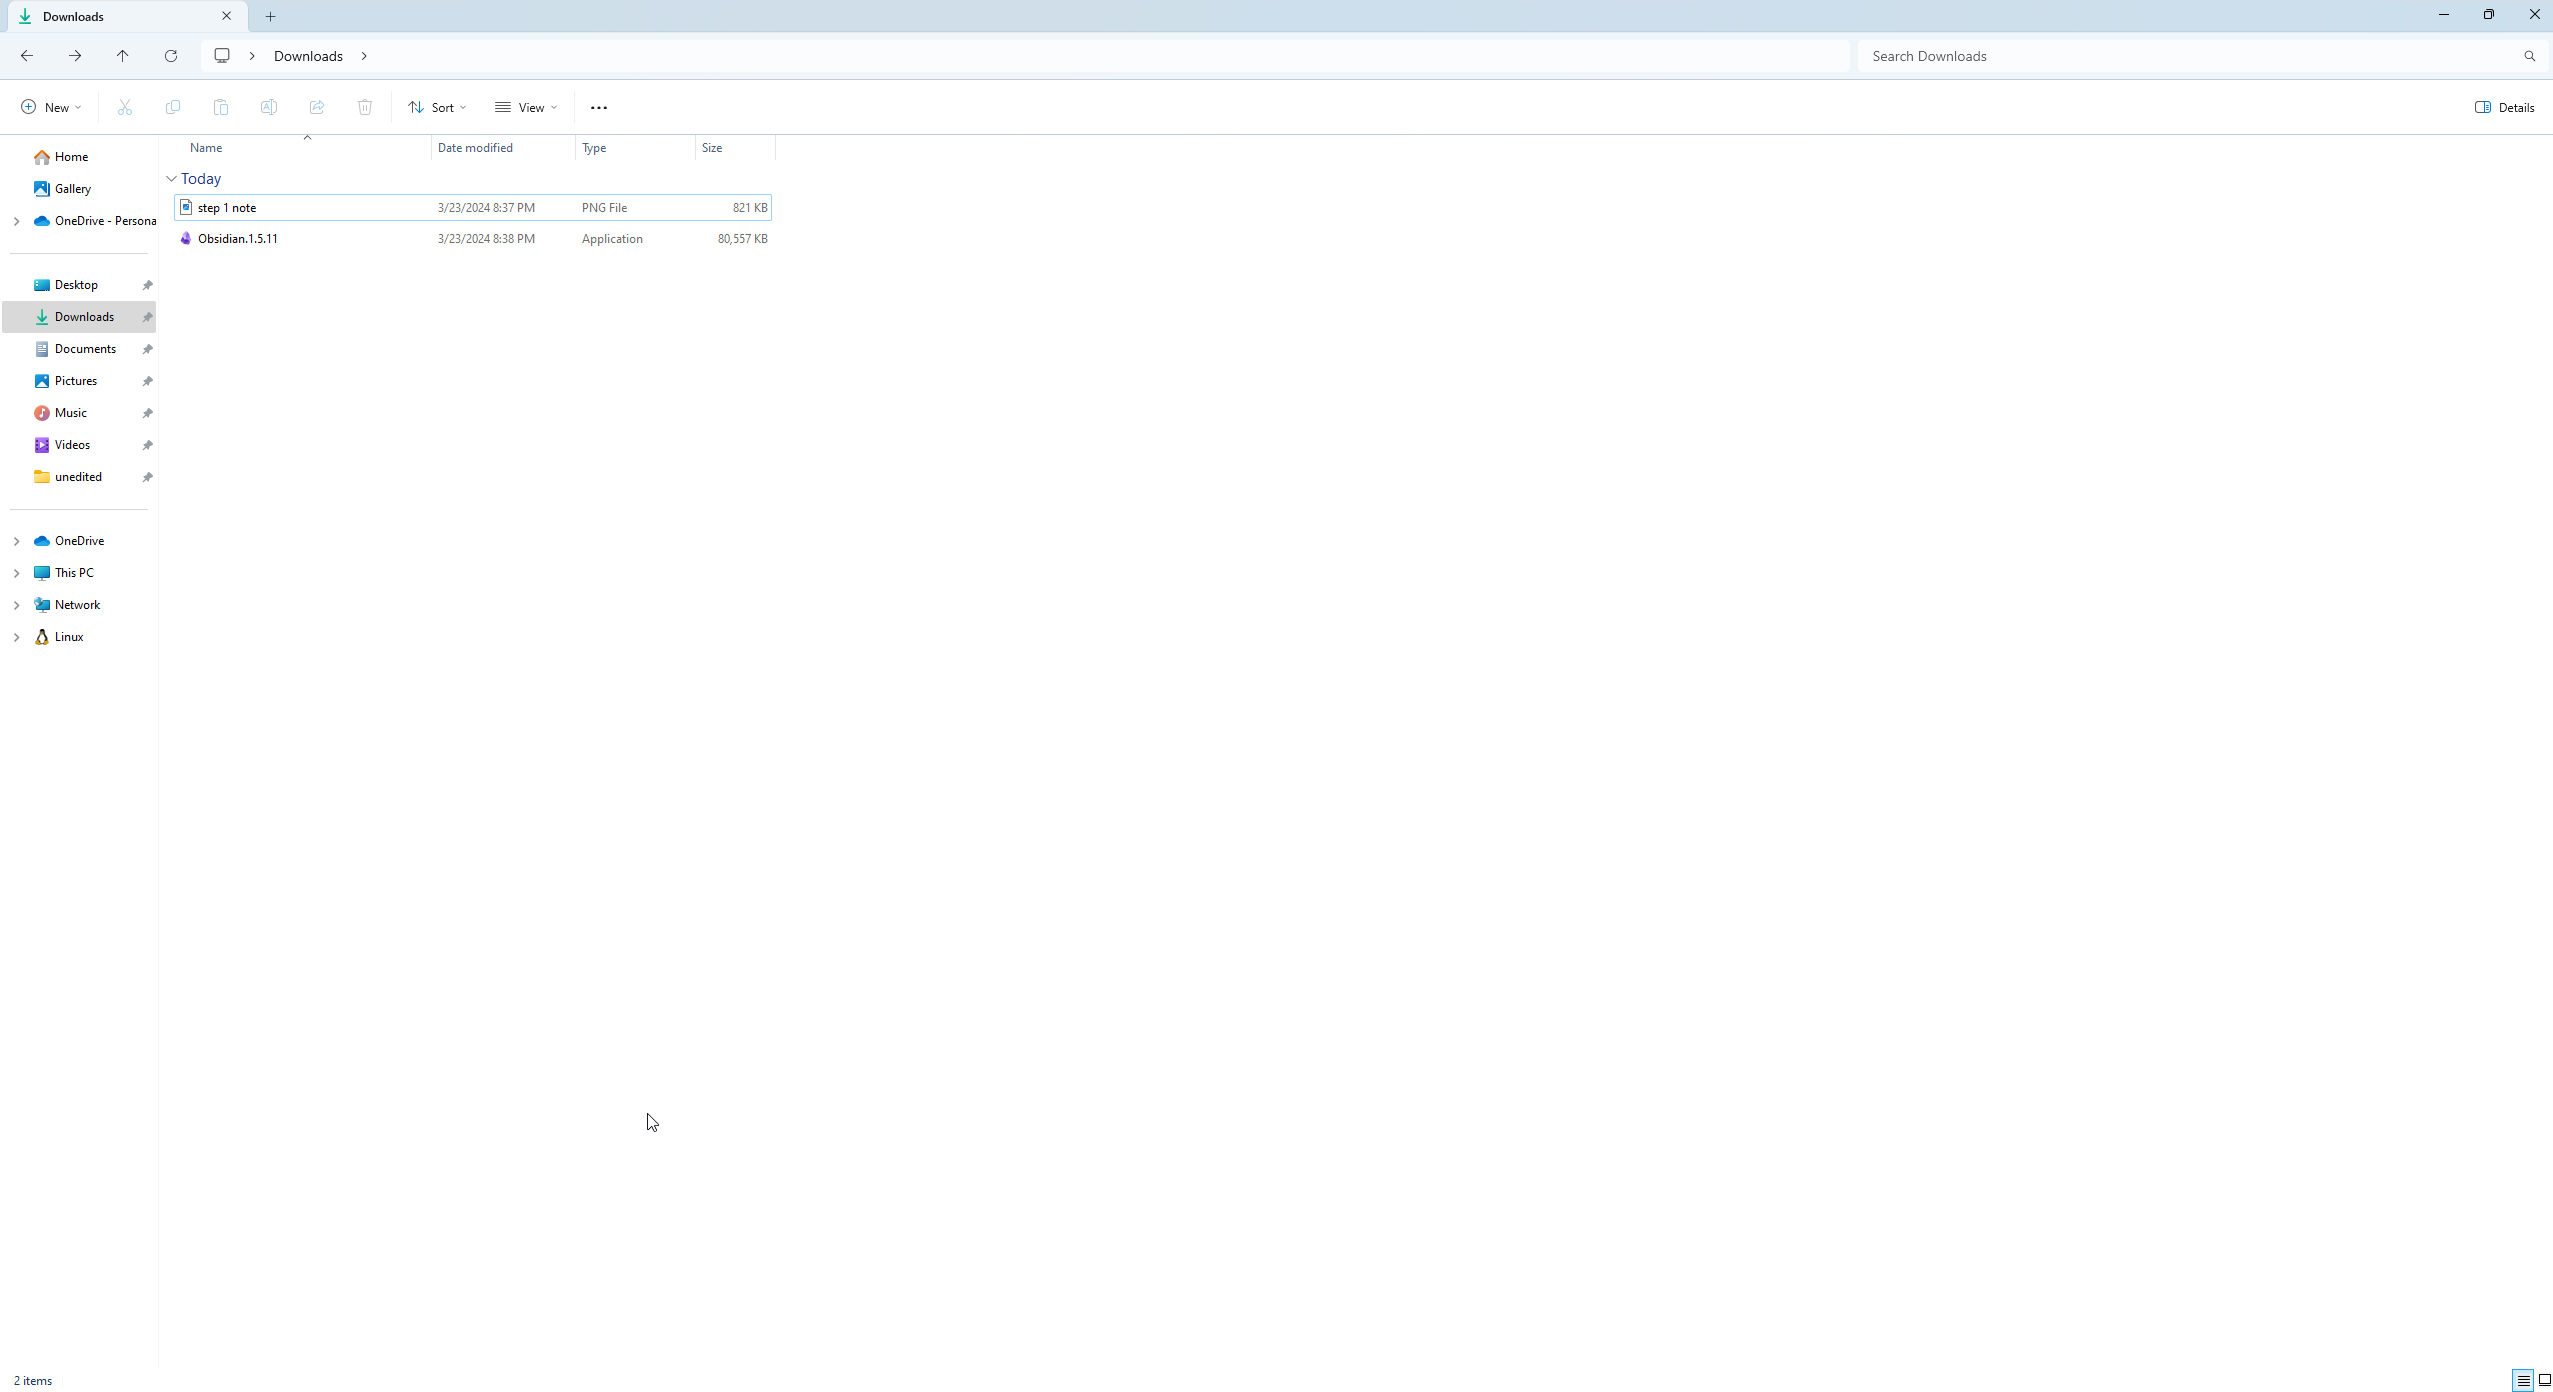 Downloads
Downloads
Search Downloads
New
Sort
View
Details
Name Date modified Type Size
Home
Gallery
OneDrive - Persona
Desktop
Downloads
Documents
Pictures
Music
Videos
unedited
OneDrive
This PC
Network
Linux
Today
step 1 note 3/23/2024 8:37 PM PNG File 821 KB
Obsidian.1.5.11 3/23/2024 8:38 PM Application 80,557 KB
2 items